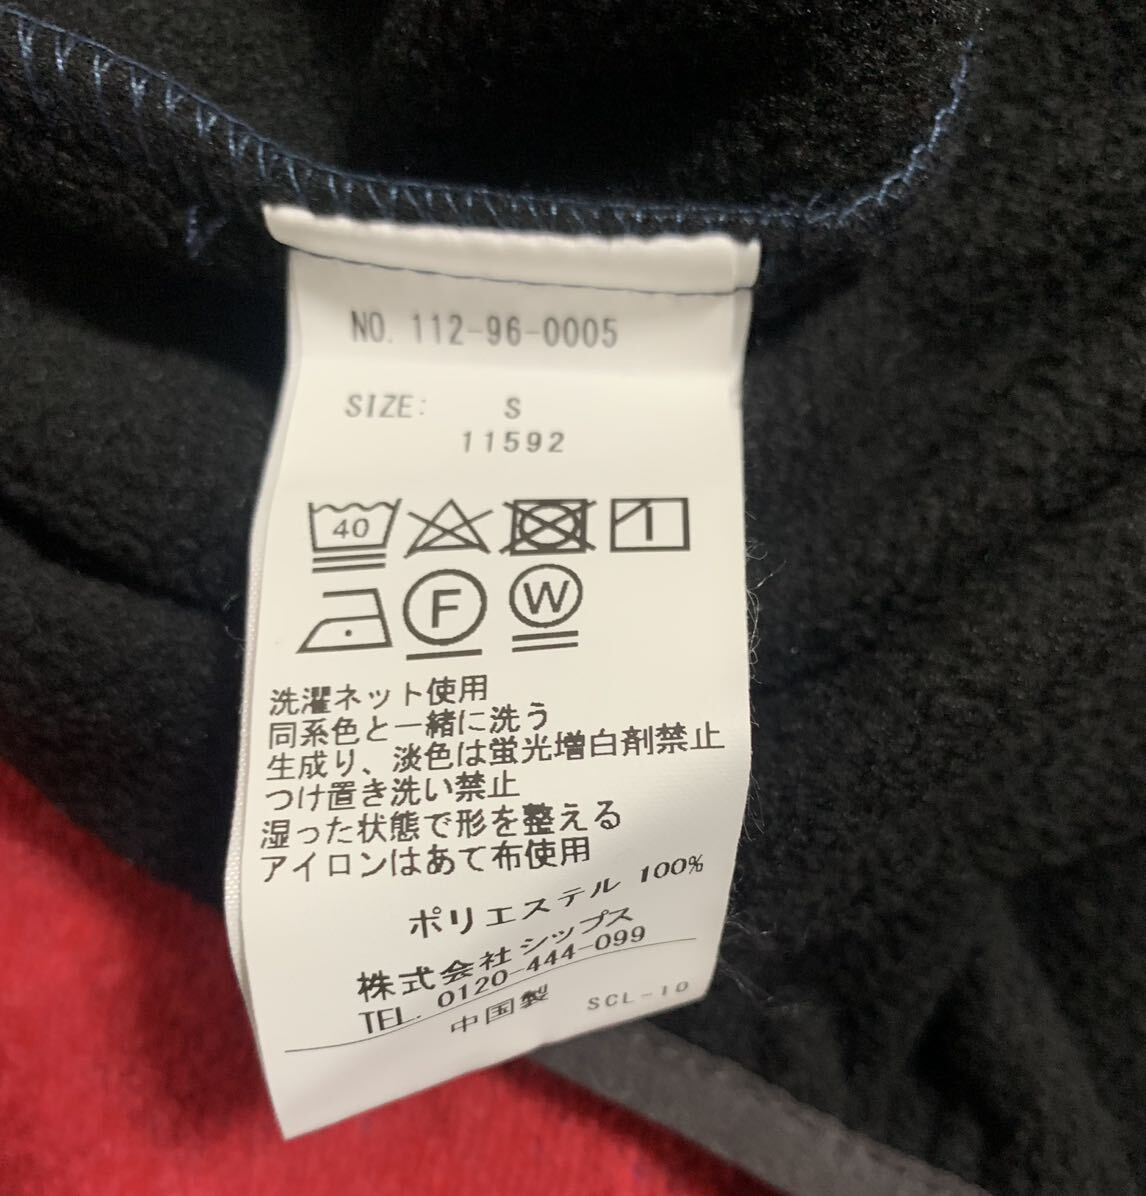 NO. 112-96-0005
SIZE: S
11592
40
F W
洗濯ネット使用
同系色と一緒に洗う
生成り、淡色は蛍光増白剤禁止
つけ置き洗い禁止
湿った状態で形を整える
アイロンはあて布使用
ポリエステル 100%
株式会社シップス
TEL. 0120-444-099
中国製 SCL-10